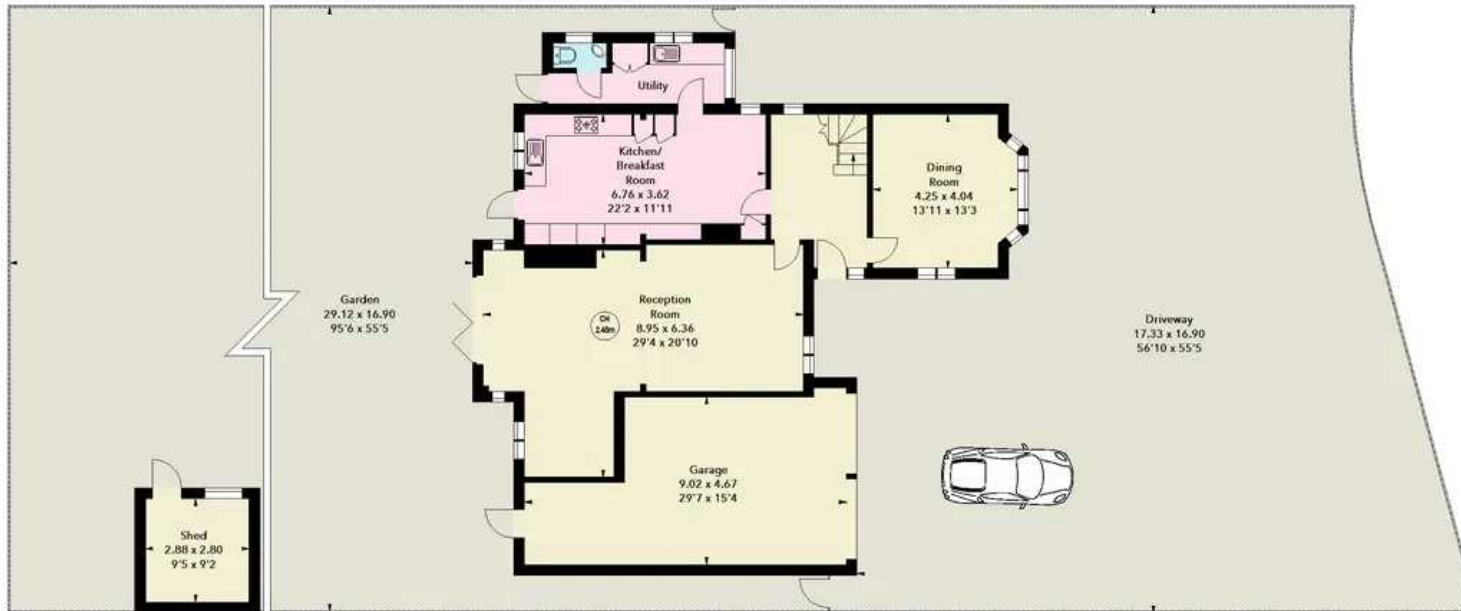 Utility
Kitchen/
Breakfast
Room
6.76 x 3.62
22'2 x 11'11
Dining
Room
4.25 x 4.04
13'11 x 13'3
Garden
29.12 x 16.90
95'6 x 55'5
CH
2.48m
Reception
Room
8.95 x 6.36
29'4 x 20'10
Driveway
17.33 x 16.90
56'10 x 55'5
Garage
9.02 x 4.67
29'7 x 15'4
Shed
2.88 x 2.80
9'5 x 9'2